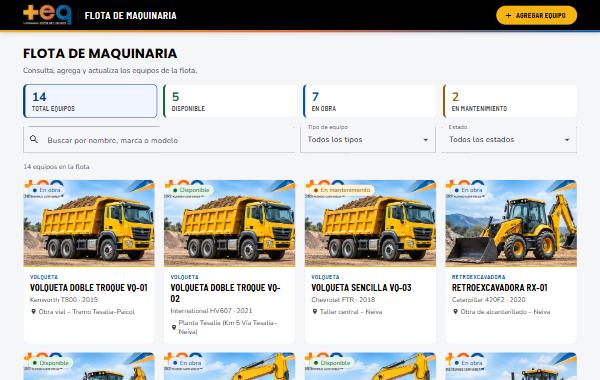 +eq
FLOTA DE MAQUINARIA
+ AGREGAR EQUIPO
FLOTA DE MAQUINARIA
Consulta, agrega y actualiza los equipos de la flota.
14
TOTAL EQUIPOS
5
DISPONIBLE
7
EN OBRA
2
EN MANTENIMIENTO
Buscar por nombre, marca o modelo
Tipo de equipo
Todos los tipos
Estado
Todos los estados
14 equipos en la flota
En obra
VOLQUETA
VOLQUETA DOBLE TROQUE VQ-01
Kenworth T800 · 2019
Obra vial – Tramo Tesalia–Paicol
Disponible
VOLQUETA
VOLQUETA DOBLE TROQUE VQ-
02
International HV607 · 2021
Planta Tesalia (Km 5 Vía Tesalia–
Neiva)
En mantenimiento
VOLQUETA
VOLQUETA SENCILLA VQ-03
Chevrolet FTR · 2018
Taller central – Neiva
En obra
RETROEXCAVADORA
RETROEXCAVADORA RX-01
Caterpillar 420F2 · 2020
Obra de alcantarillado – Neiva
Disponible
En obra
En obra
Disponible